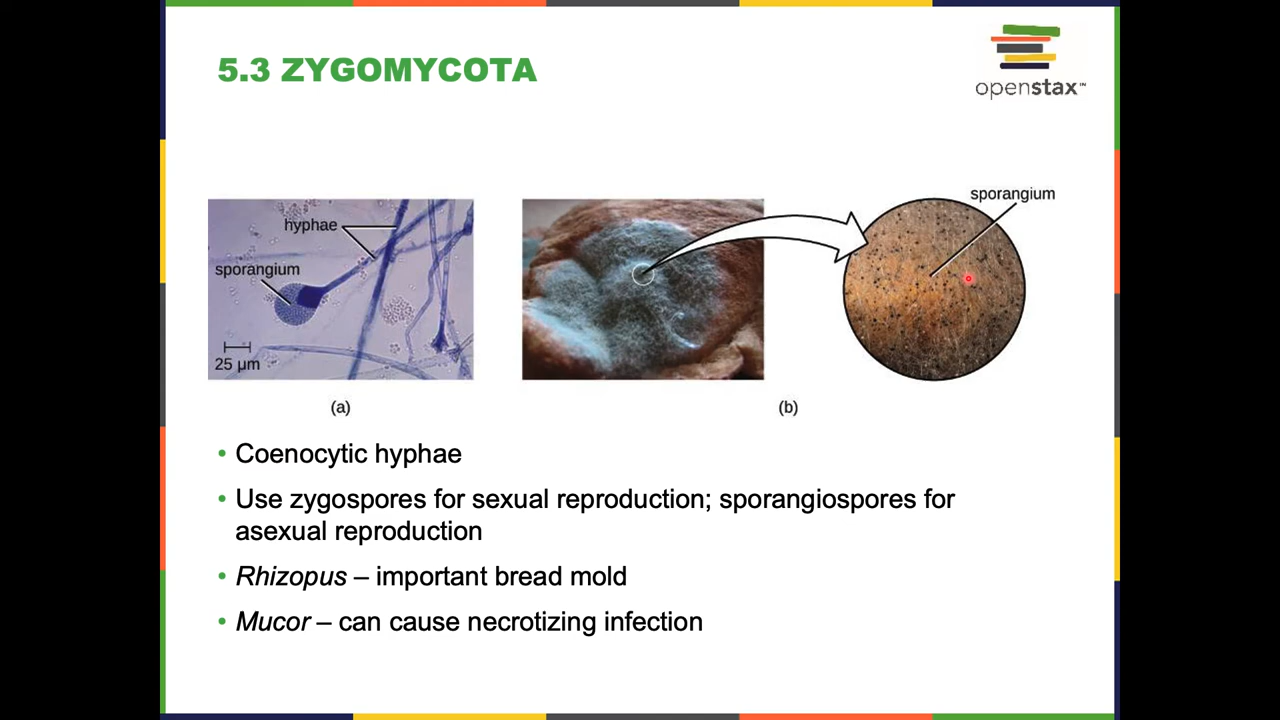 5.3 ZYGOMYCOTA
openstax™
hyphae
sporangium
25 µm
(a)
sporangium
(b)
• Coenocytic hyphae
• Use zygospores for sexual reproduction; sporangiospores for
asexual reproduction
• Rhizopus – important bread mold
• Mucor – can cause necrotizing infection